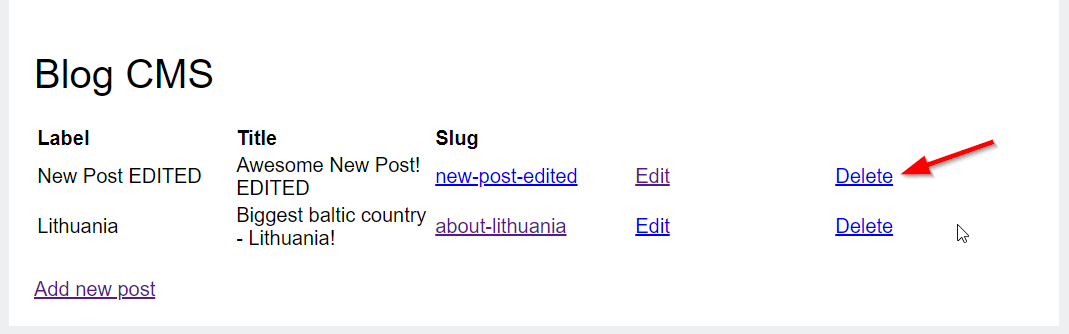 Blog CMS
Label Title Slug
New Post EDITED Awesome New Post! EDITED new-post-edited Edit Delete
Lithuania Biggest baltic country - Lithuania! about-lithuania Edit Delete
Add new post